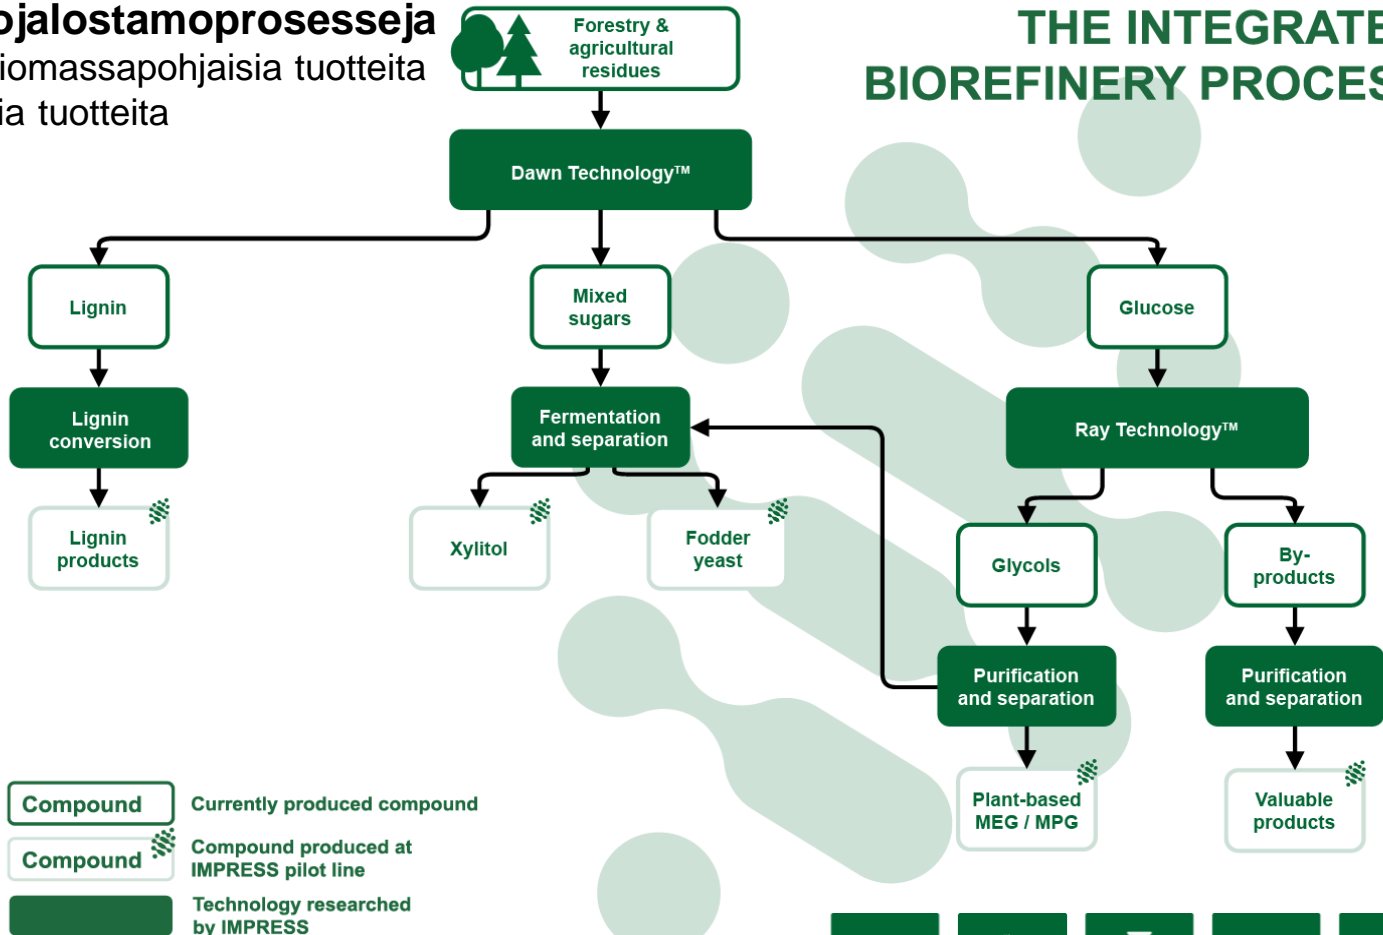 ojalostamoprosesseja
iomassapohjaisia tuotteita
ia tuotteita
THE INTEGRATE
BIOREFINERY PROCES
Forestry &
agricultural
residues
Dawn Technology™
Lignin
Mixed
sugars
Glucose
Lignin
conversion
Fermentation
and separation
Ray Technology™
Lignin
products
Xylitol
Fodder
yeast
Glycols
By-
products
Purification
and separation
Purification
and separation
Plant-based
MEG / MPG
Valuable
products
Compound
Currently produced compound
Compound
Compound produced at
IMPRESS pilot line
Technology researched
by IMPRESS